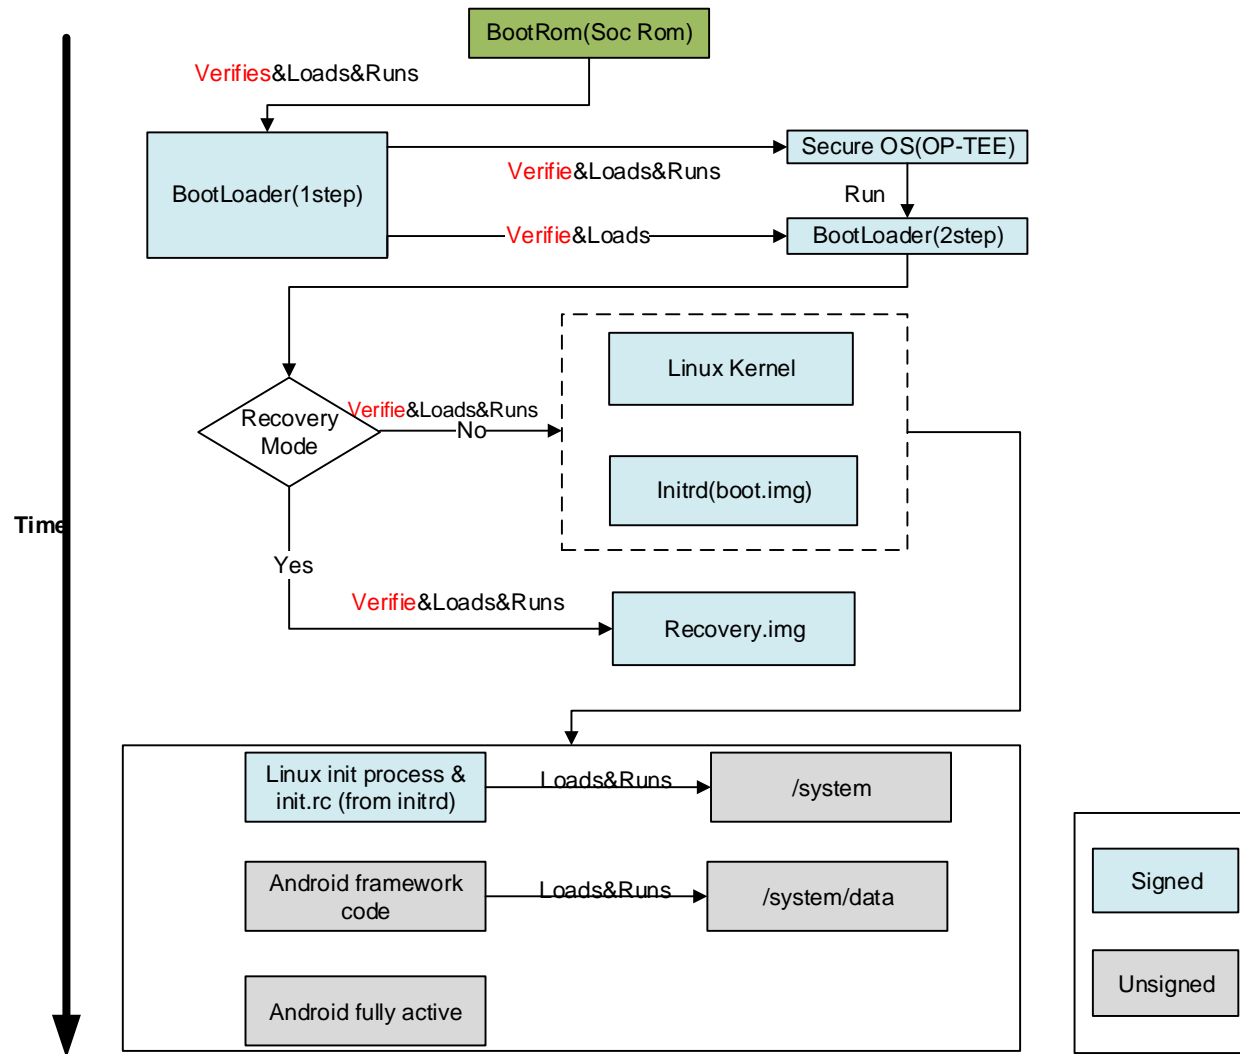 BootRom(Soc Rom)
Verifies&Loads&Runs
BootLoader(1step)
Secure OS(OP-TEE)
Verifie&Loads&Runs
Run
Verifie&Loads
BootLoader(2step)
Linux Kernel
Recovery
Mode
Verifie&Loads&Runs
No
Initrd(boot.img)
Time
Yes
Verifie&Loads&Runs
Recovery.img
Linux init process &
init.rc (from initrd)
Loads&Runs
/system
Android framework
code
Loads&Runs
/system/data
Android fully active
Signed
Unsigned